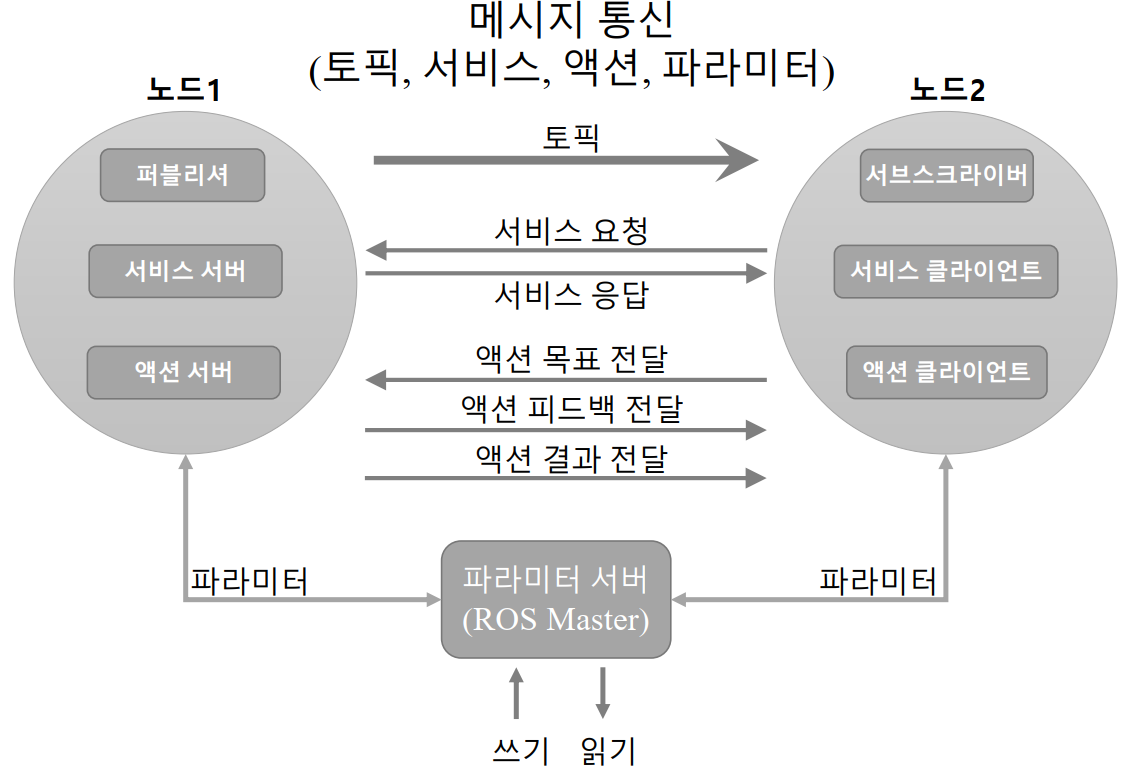 메시지 통신
(토픽, 서비스, 액션, 파라미터)
노드1
노드2
퍼블리셔
토픽
서브스크라이버
서비스 요청
서비스 서버
서비스 클라이언트
서비스 응답
액션 목표 전달
액션 서버
액션 클라이언트
액션 피드백 전달
액션 결과 전달
파라미터
파라미터 서버
(ROS Master)
파라미터
쓰기
읽기